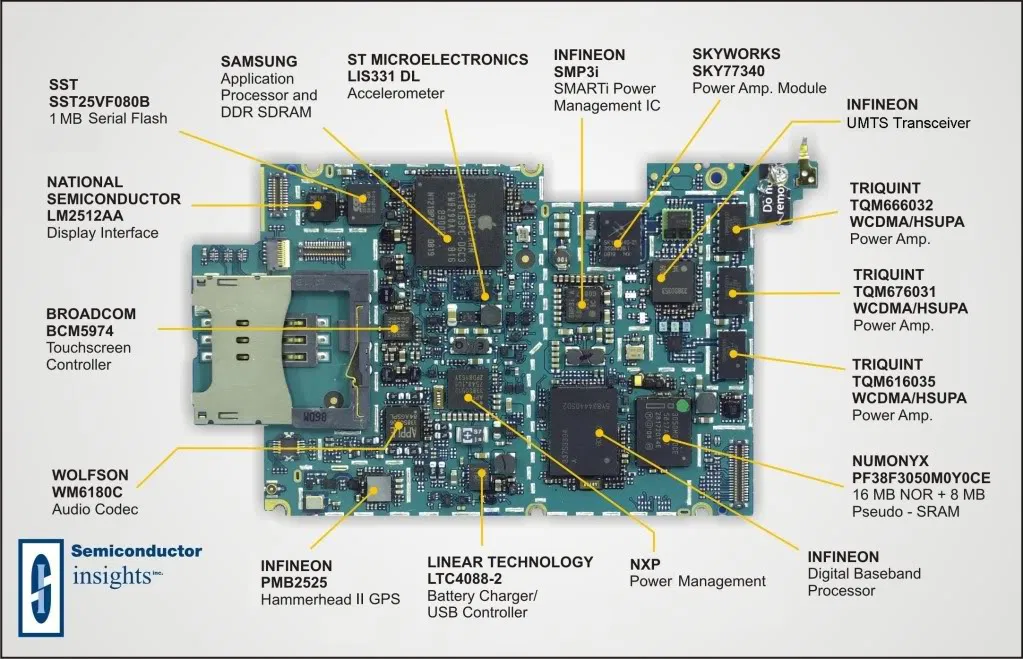 SST
SST25VF080B
1 MB Serial Flash
SAMSUNG
Application
Processor and
DDR SDRAM
ST MICROELECTRONICS
LIS331 DL
Accelerometer
INFINEON
SMP3i
SMARTi Power
Management IC
SKYWORKS
SKY77340
Power Amp. Module
INFINEON
UMTS Transceiver
NATIONAL
SEMICONDUCTOR
LM2512AA
Display Interface
Do no
remov
TRIQUINT
TQM666032
WCDMA/HSUPA
Power Amp.
TRIQUINT
TQM676031
WCDMA/HSUPA
Power Amp.
BROADCOM
BCM5974
Touchscreen
Controller
TRIQUINT
TQM616035
WCDMA/HSUPA
Power Amp.
WOLFSON
WM6180C
Audio Codec
NUMONYX
PF38F3050M0Y0CE
16 MB NOR + 8 MB
Pseudo - SRAM
INFINEON
PMB2525
Hammerhead II GPS
LINEAR TECHNOLOGY
LTC4088-2
Battery Charger/
USB Controller
NXP
Power Management
INFINEON
Digital Baseband
Processor
Semiconductor
insights inc.